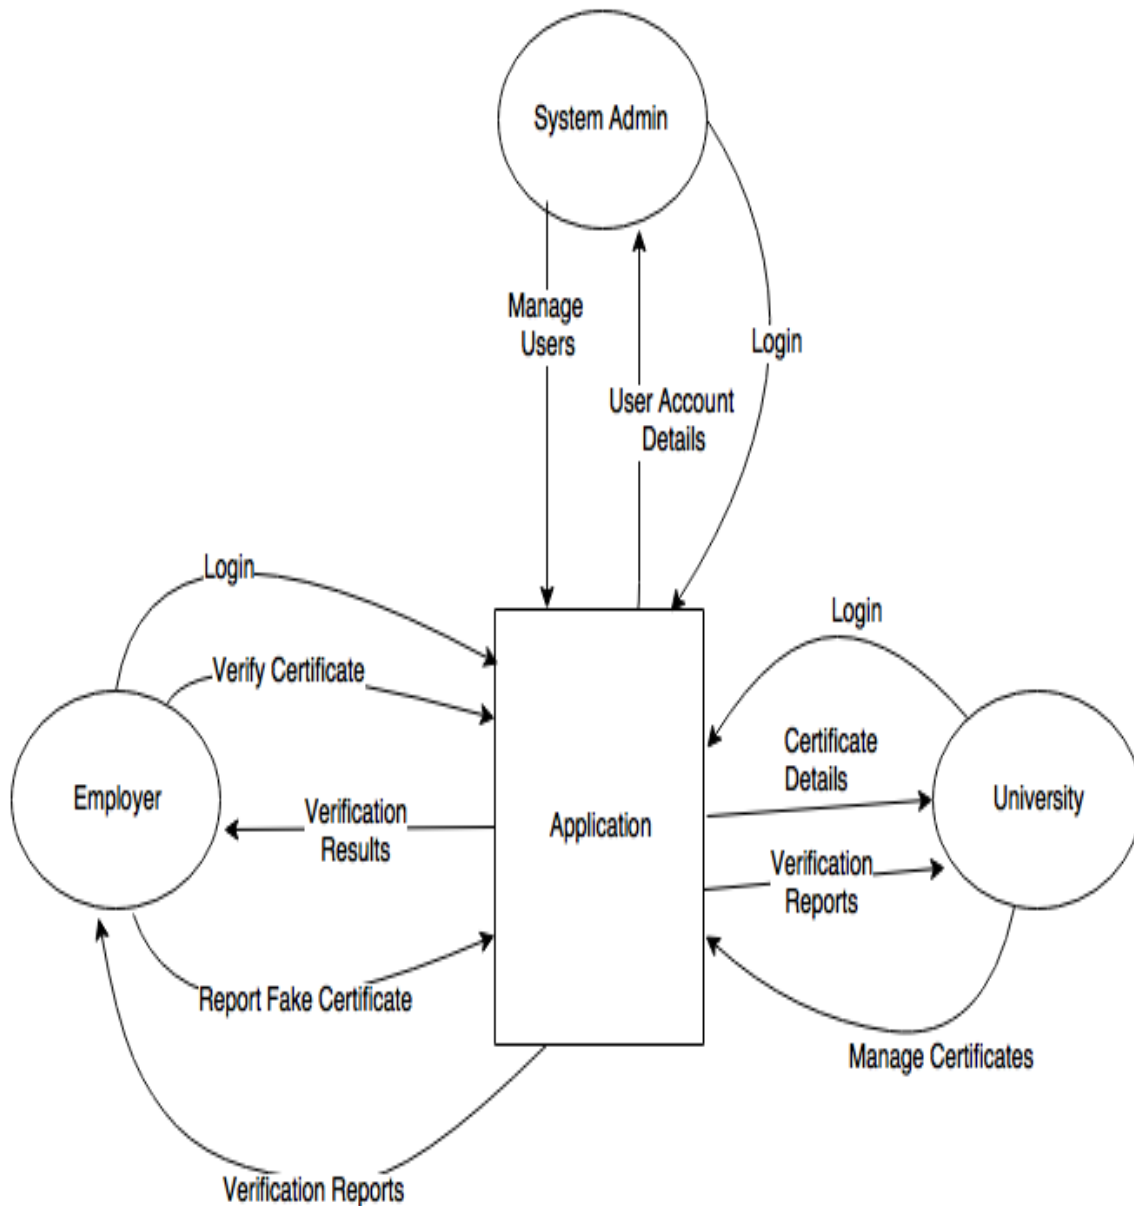 System Admin
Manage
Users
Login
User Account
Details
Login
Login
Verify Certificate
Certificate
Details
Employer
Verification
Results
Application
University
Verification
Reports
Report Fake Certificate
Manage Certificates
Verification Reports